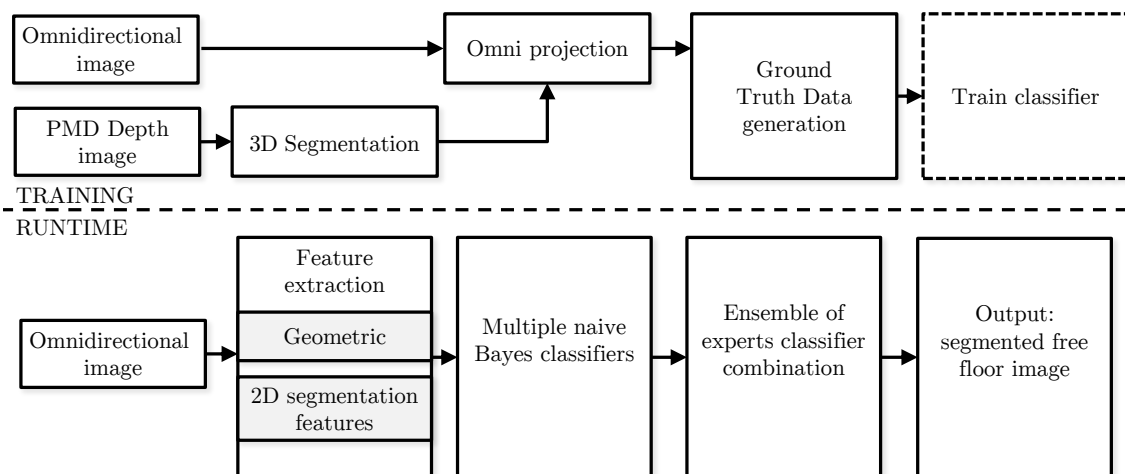 Omnidirectional
image
Omni projection
Ground
Truth Data
generation
Train classifier
PMD Depth
image
3D Segmentation
TRAINING
RUNTIME
Feature
extraction
Geometric
2D segmentation
features
Omnidirectional
image
Multiple naive
Bayes classifiers
Ensemble of
experts classifier
combination
Output:
segmented free
floor image